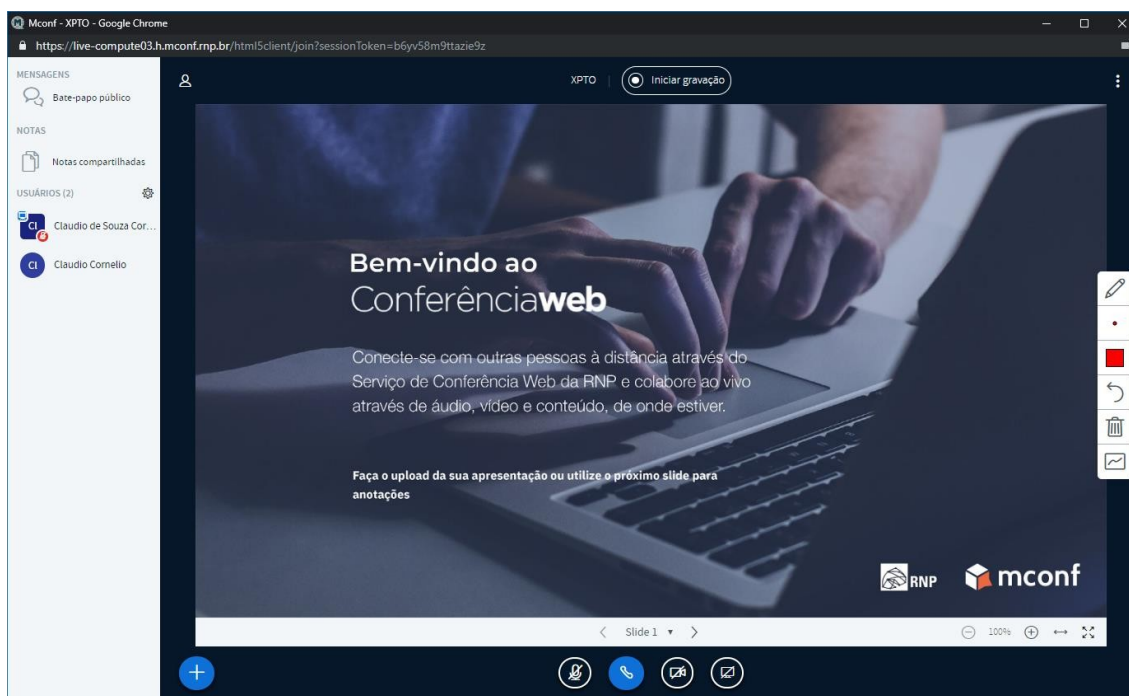 Mconf - XPTO - Google Chrome
https://live-compute03.h.mconf.rnp.br/html5client/join?sessionToken=b6yv58m9ttazie9z
MENSAGENS
Bate-papo público
NOTAS
Notas compartilhadas
USUÁRIOS (2)
CI Claudio de Souza Cor...
CI Claudio Cornelio
XPTO | Iniciar gravação
Bem-vindo ao
Conferênciaweb
Conecte-se com outras pessoas à distância através do
Serviço de Conferência Web da RNP e colabore ao vivo
através de áudio, vídeo e conteúdo, de onde estiver.
Faça o upload da sua apresentação ou utilize o próximo slide para
anotações
RNP mconf
Slide 1
100%